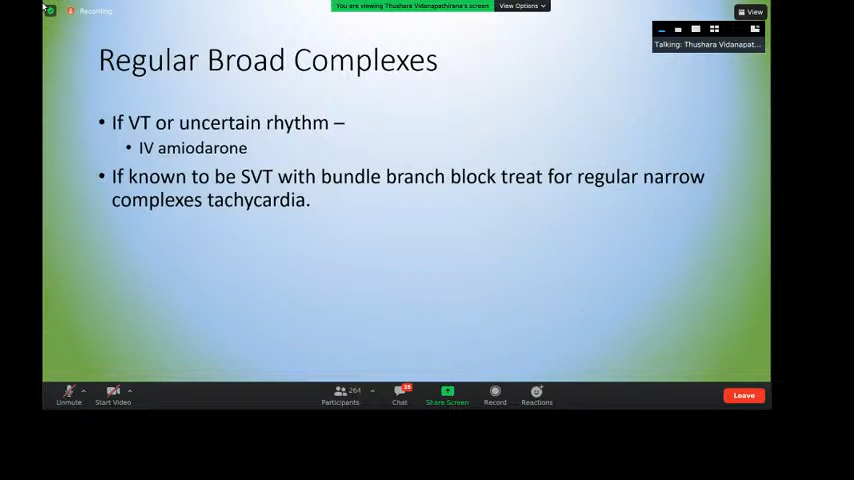 Recording
You are viewing Thushara Vidanapathirana's screen
View Options
View
Talking: Thushara Vidanapat...
Regular Broad Complexes
• If VT or uncertain rhythm –
• IV amiodarone
• If known to be SVT with bundle branch block treat for regular narrow
complexes tachycardia.
Unmute
Start Video
264
Participants
25
Chat
Share Screen
Record
Reactions
Leave